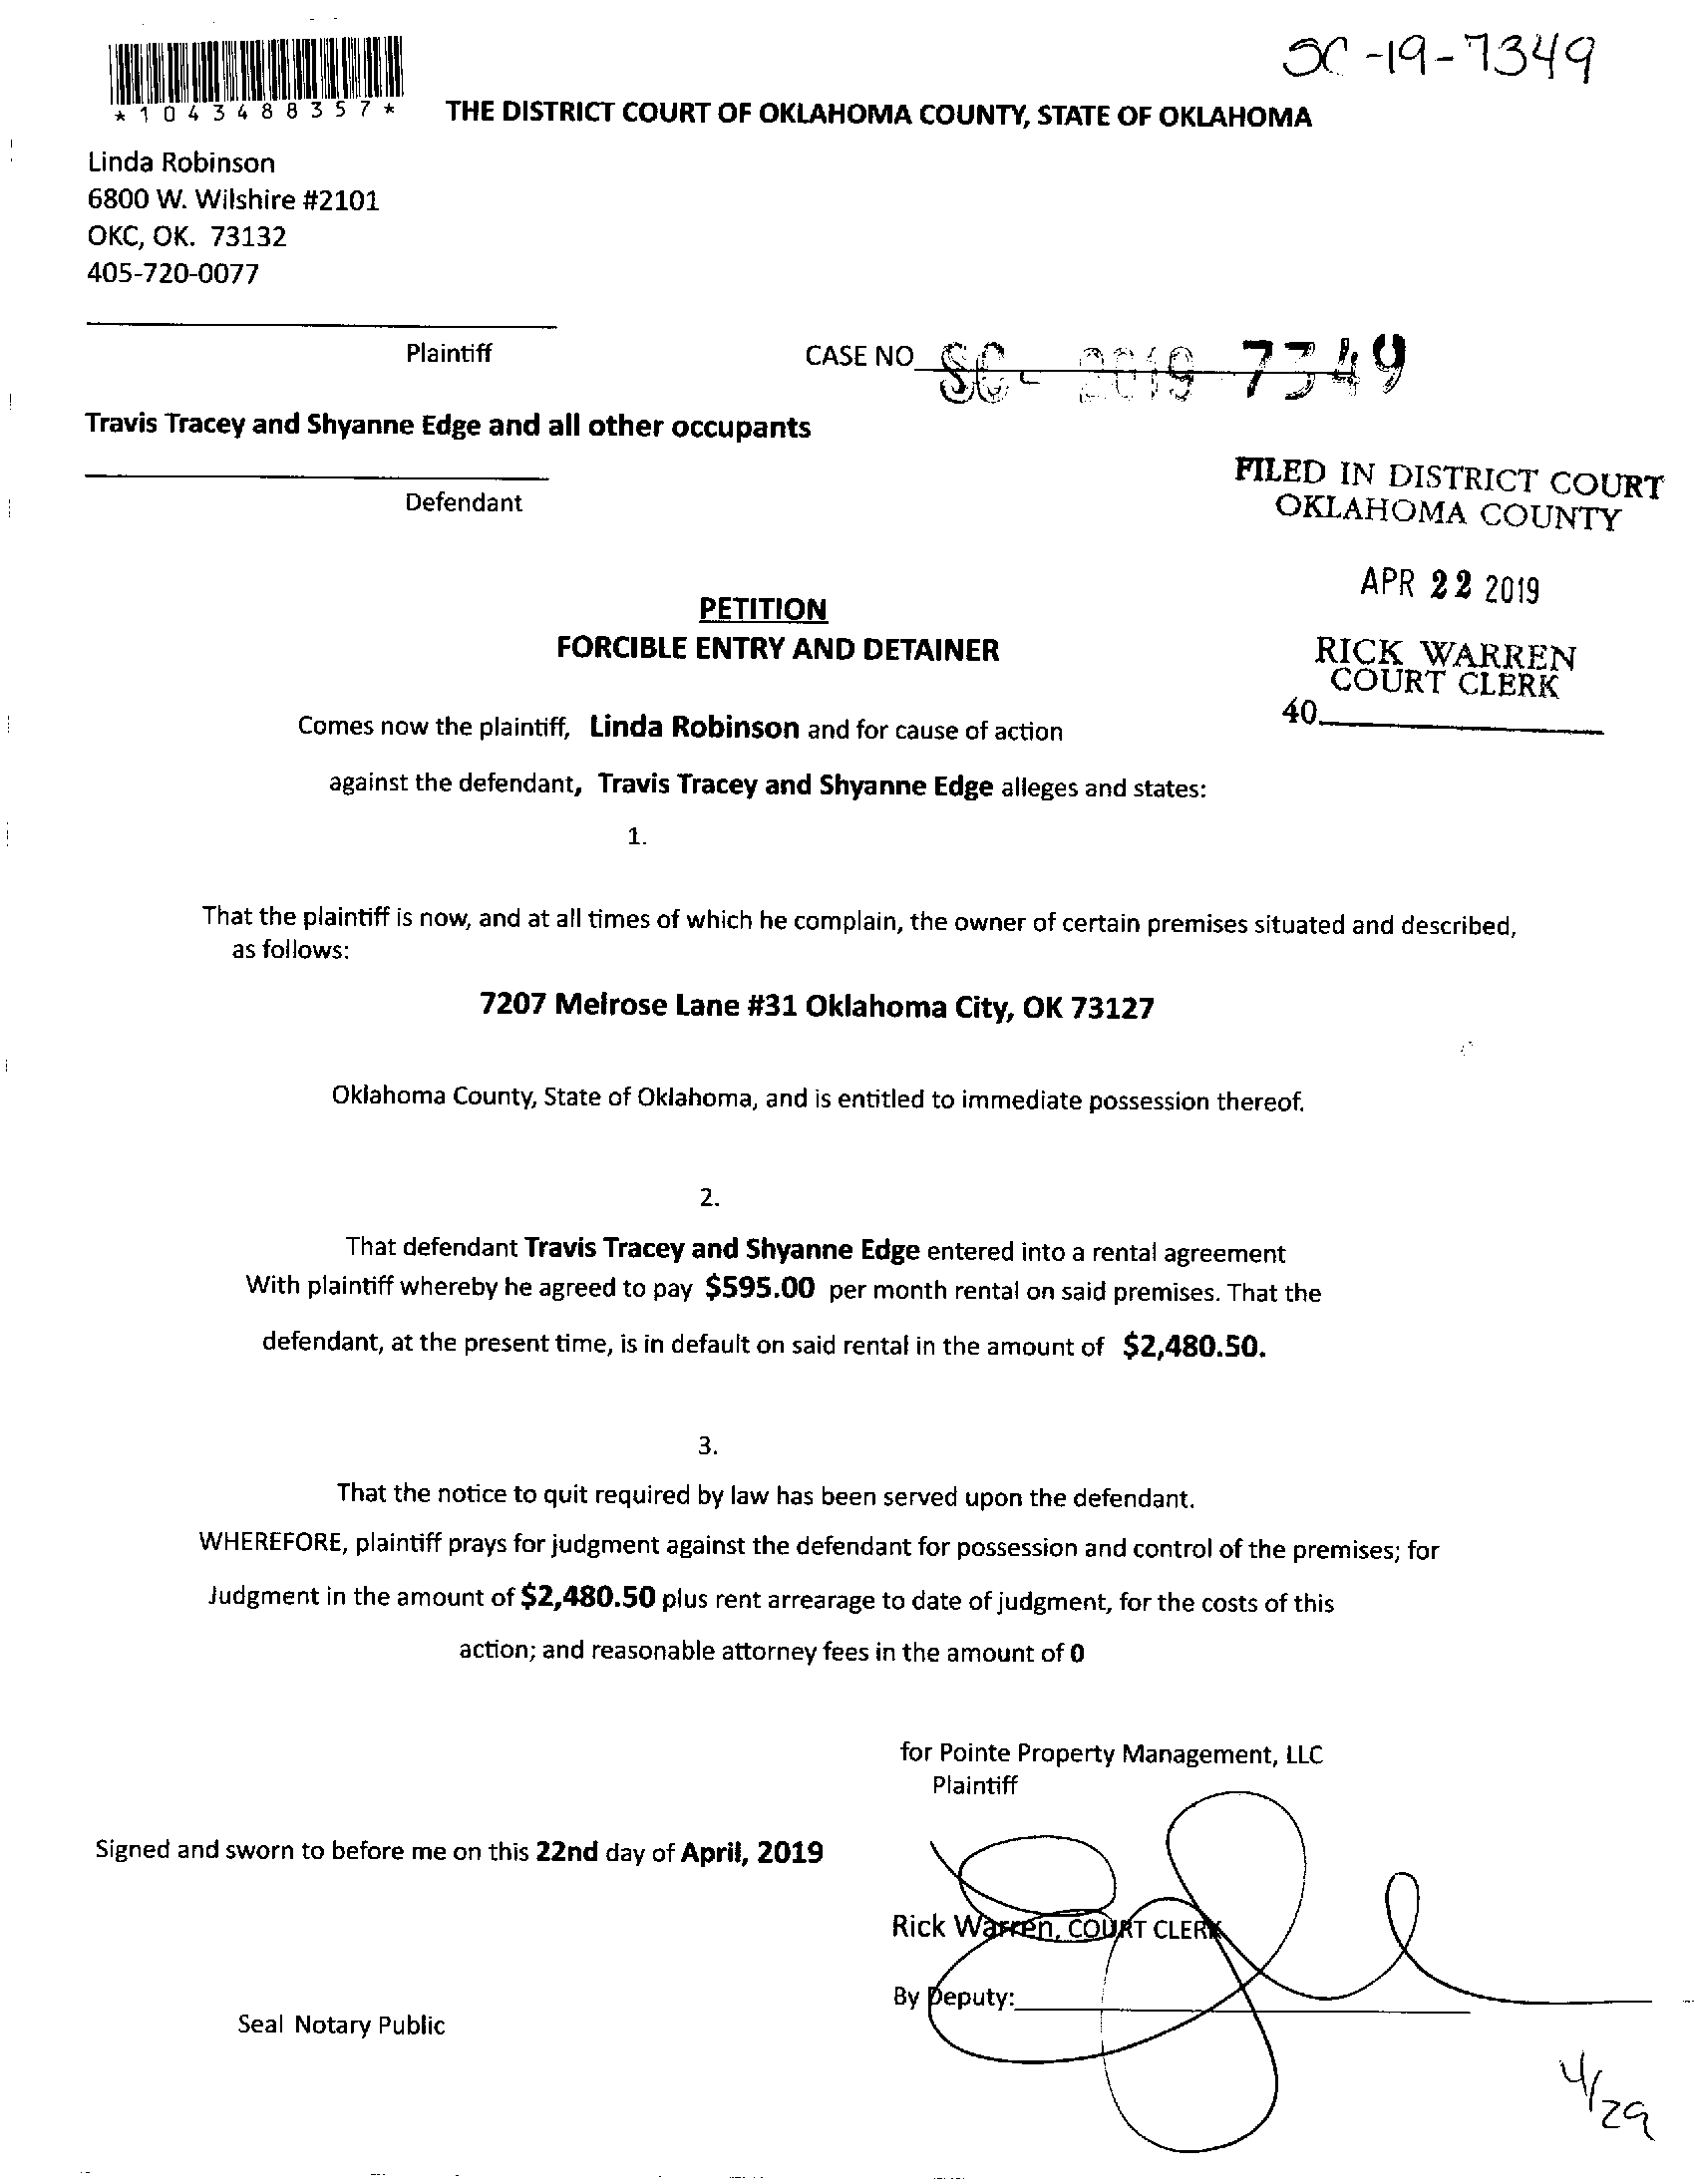 SC-19-7349
*1043488357*
THE DISTRICT COURT OF OKLAHOMA COUNTY, STATE OF OKLAHOMA
Linda Robinson
6800 W. Wilshire #2101
OKC, OK. 73132
405-720-0077
Plaintiff
CASE NO SC- 2019 7349
Travis Tracey and Shyanne Edge and all other occupants
Defendant
FILED IN DISTRICT COURT
OKLAHOMA COUNTY
APR 22 2019
RICK WARREN
COURT CLERK
40
PETITION
FORCIBLE ENTRY AND DETAINER
Comes now the plaintiff, Linda Robinson and for cause of action
against the defendant, Travis Tracey and Shyanne Edge alleges and states:
1.
That the plaintiff is now, and at all times of which he complain, the owner of certain premises situated and described,
as follows:
7207 Melrose Lane #31 Oklahoma City, OK 73127
Oklahoma County, State of Oklahoma, and is entitled to immediate possession thereof.
2.
That defendant Travis Tracey and Shyanne Edge entered into a rental agreement
With plaintiff whereby he agreed to pay $595.00 per month rental on said premises. That the
defendant, at the present time, is in default on said rental in the amount of $2,480.50.
3.
That the notice to quit required by law has been served upon the defendant.
WHEREFORE, plaintiff prays for judgment against the defendant for possession and control of the premises; for
Judgment in the amount of $2,480.50 plus rent arrearage to date of judgment, for the costs of this
action; and reasonable attorney fees in the amount of 0
for Pointe Property Management, LLC
Plaintiff
Signed and sworn to before me on this 22nd day of April, 2019
Rick Warren, COURT CLERK
By Deputy:
Seal Notary Public
4/29